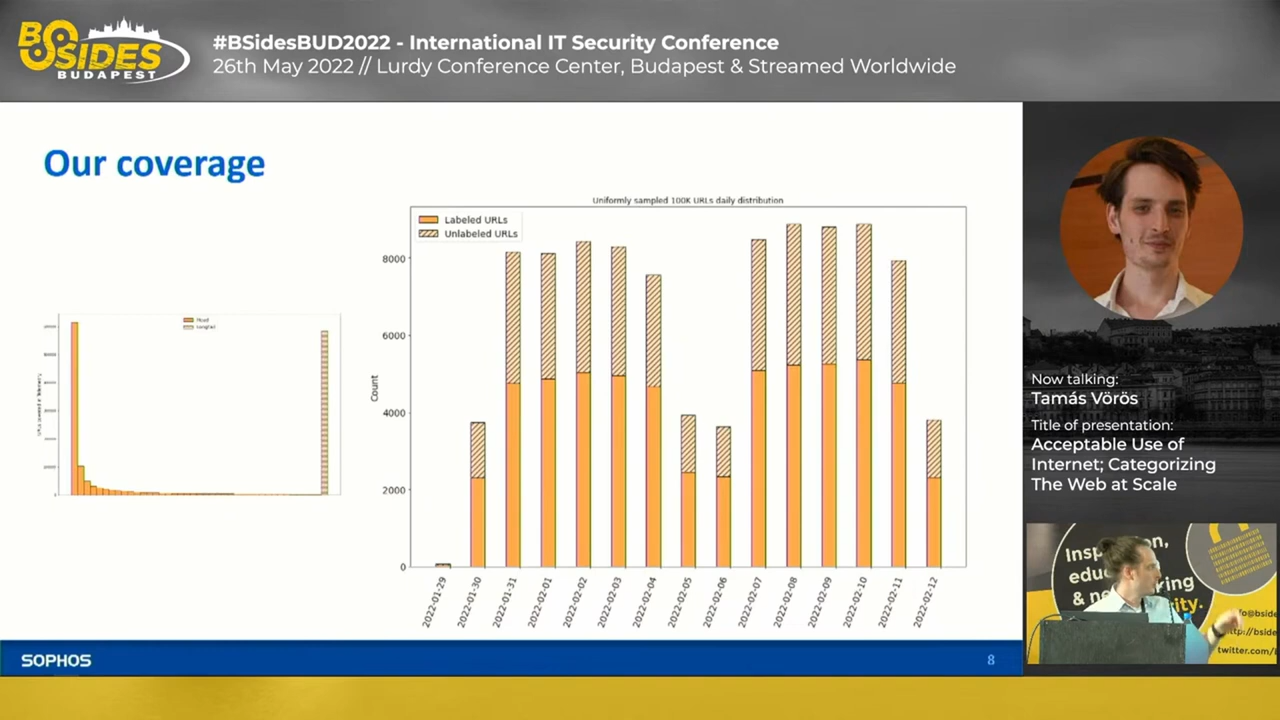 BSIDES
BUDAPEST
#BSidesBUD2022 - International IT Security Conference
26th May 2022 // Lurdy Conference Center, Budapest & Streamed Worldwide
Our coverage
Head
Longtail
Uniformly sampled 100K URLs daily distribution
Labeled URLs
Unlabeled URLs
Count
8000
6000
4000
2000
0
2022-01-29
2022-01-30
2022-01-31
2022-02-01
2022-02-02
2022-02-03
2022-02-04
2022-02-05
2022-02-06
2022-02-07
2022-02-08
2022-02-09
2022-02-10
2022-02-11
2022-02-12
SOPHOS
8
Now talking:
Tamás Vörös
Title of presentation:
Acceptable Use of
Internet; Categorizing
The Web at Scale
twitter.com/